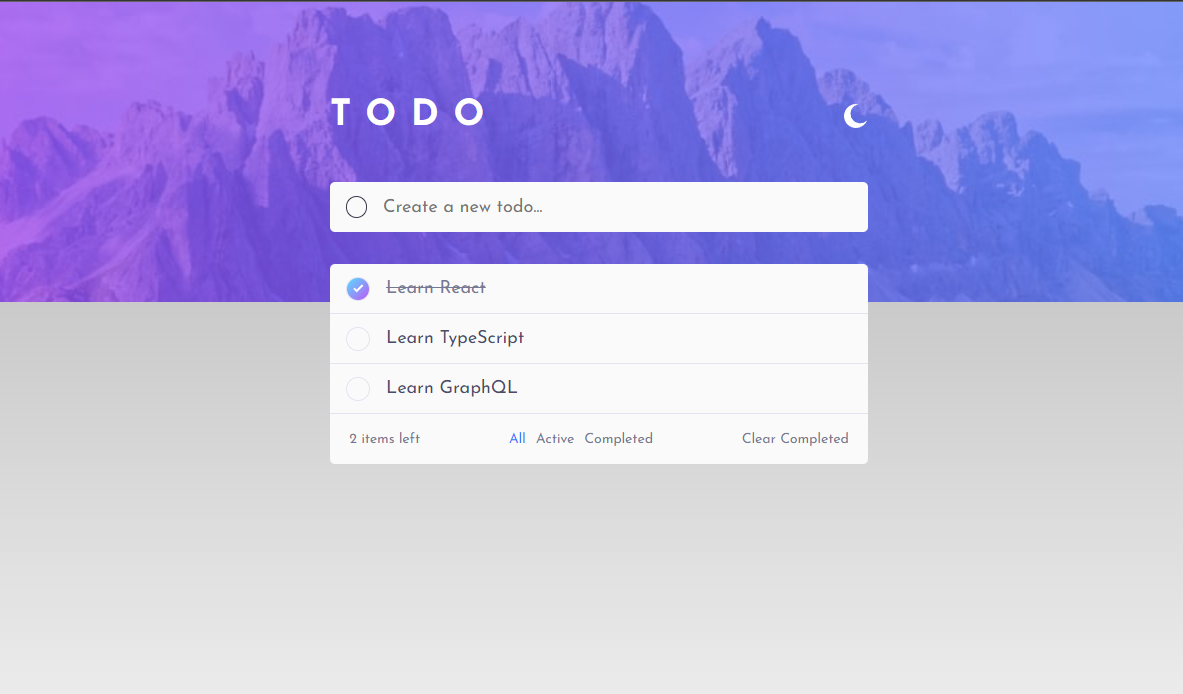 TODO
Create a new todo...
Learn React
Learn TypeScript
Learn GraphQL
2 items left All Active Completed Clear Completed